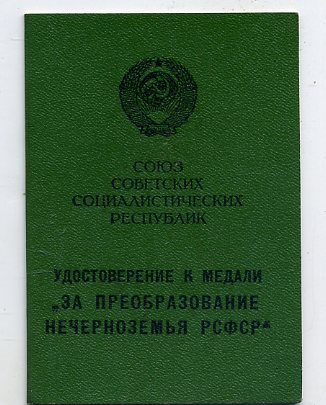 СОЮЗ
СОВЕТСКИХ
СОЦИАЛИСТИЧЕСКИХ
РЕСПУБЛИК
УДОСТОВЕРЕНИЕ К МЕДАЛИ
„ЗА ПРЕОБРАЗОВАНИЕ
НЕЧЕРНОЗЕМЬЯ РСФСР“